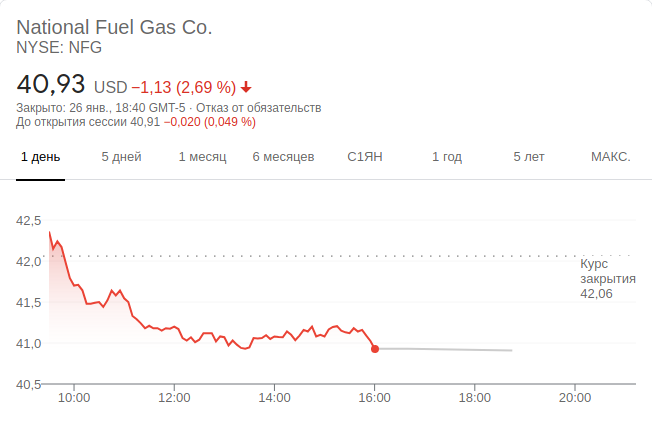 National Fuel Gas Co.
NYSE: NFG
40,93 USD −1,13 (2,69 %)
Закрыто: 26 янв., 18:40 GMT-5 · Отказ от обязательств
До открытия сессии 40,91 −0,020 (0,049 %)
1 день 5 дней 1 месяц 6 месяцев С1ЯН 1 год 5 лет МАКС.
42,5
42,0
Курс
закрытия
42,06
41,5
41,0
40,5
10:00 12:00 14:00 16:00 18:00 20:00